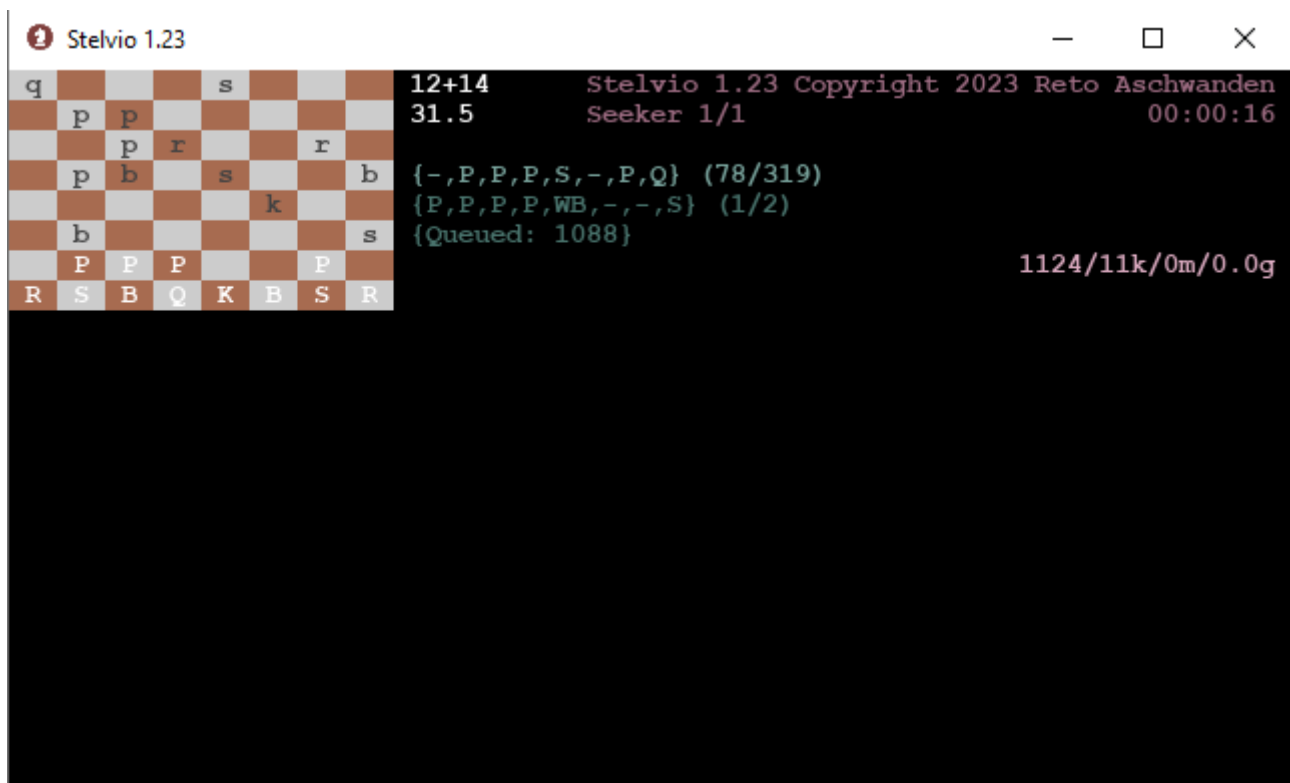 Stelvio 1.23
q s
p p
p r r
p b s b
k
b s
P P P P
R S B Q K B S R
12+14 Stelvio 1.23 Copyright 2023 Reto Aschwanden
31.5 Seeker 1/1 00:00:16
{-,P,P,P,S,-,P,Q} (78/319)
{P,P,P,P,WB,-,-,S} (1/2)
{Queued: 1088}
1124/11k/0m/0.0g